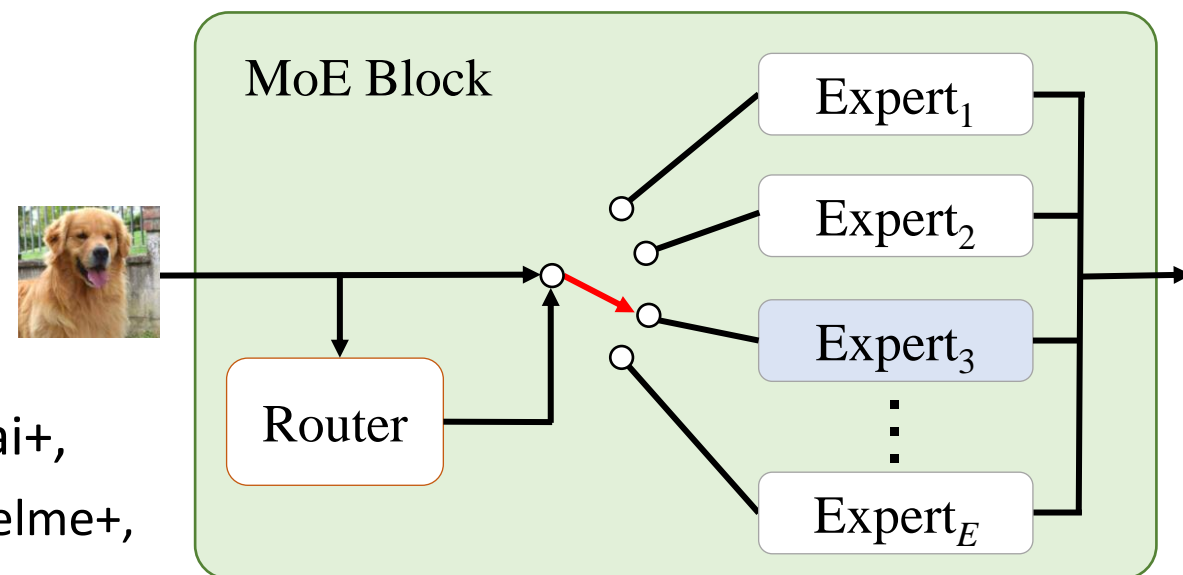 MoE Block
Expert₁
Expert₂
Expert₃
Router
ai+,
elme+,
Expert_E